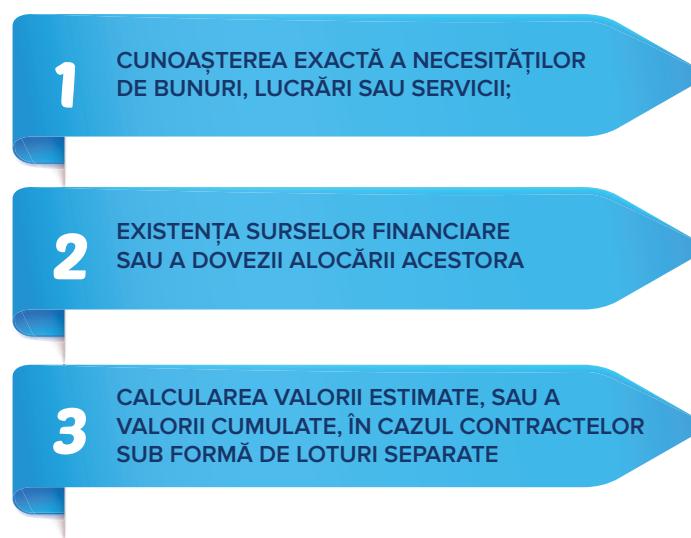 1
CUNOAȘTEREA EXACTĂ A NECESITĂȚILOR
DE BUNURI, LUCRĂRI SAU SERVICII;
2
EXISTENȚA SURSELOR FINANCIARE
SAU A DOVEZII ALOCĂRII ACESTORA
3
CALCULAREA VALORII ESTIMATE, SAU A
VALORII CUMULATE, ÎN CAZUL CONTRACTELOR
SUB FORMĂ DE LOTURI SEPARATE